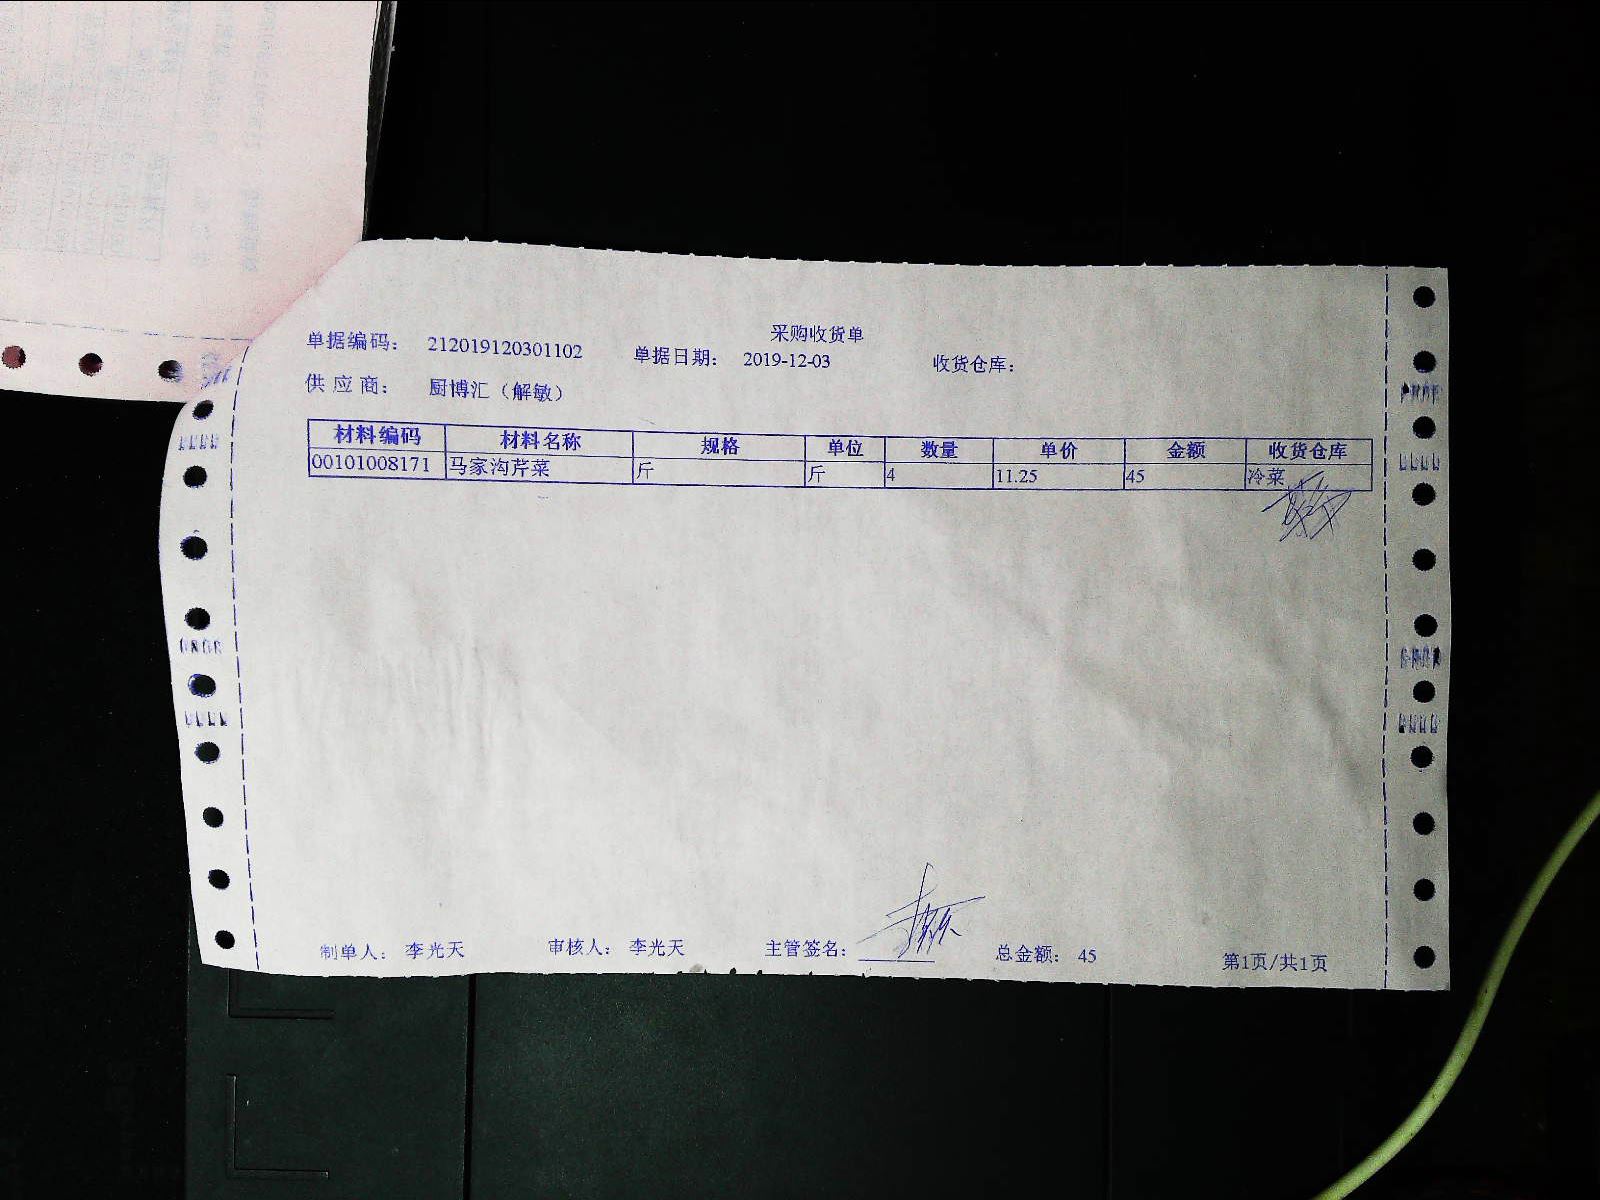 采购收货单
单据编码： 212019120301102 单据日期： 2019-12-03 收货仓库：
供 应 商： 厨博汇（解敏）
材料编码 材料名称 规格 单位 数量 单价 金额 收货仓库
00101008171 马家沟芹菜 斤 斤 4 11.25 45 冷菜
制单人： 李光天 审核人： 李光天 主管签名： 总金额： 45 第1页/共1页